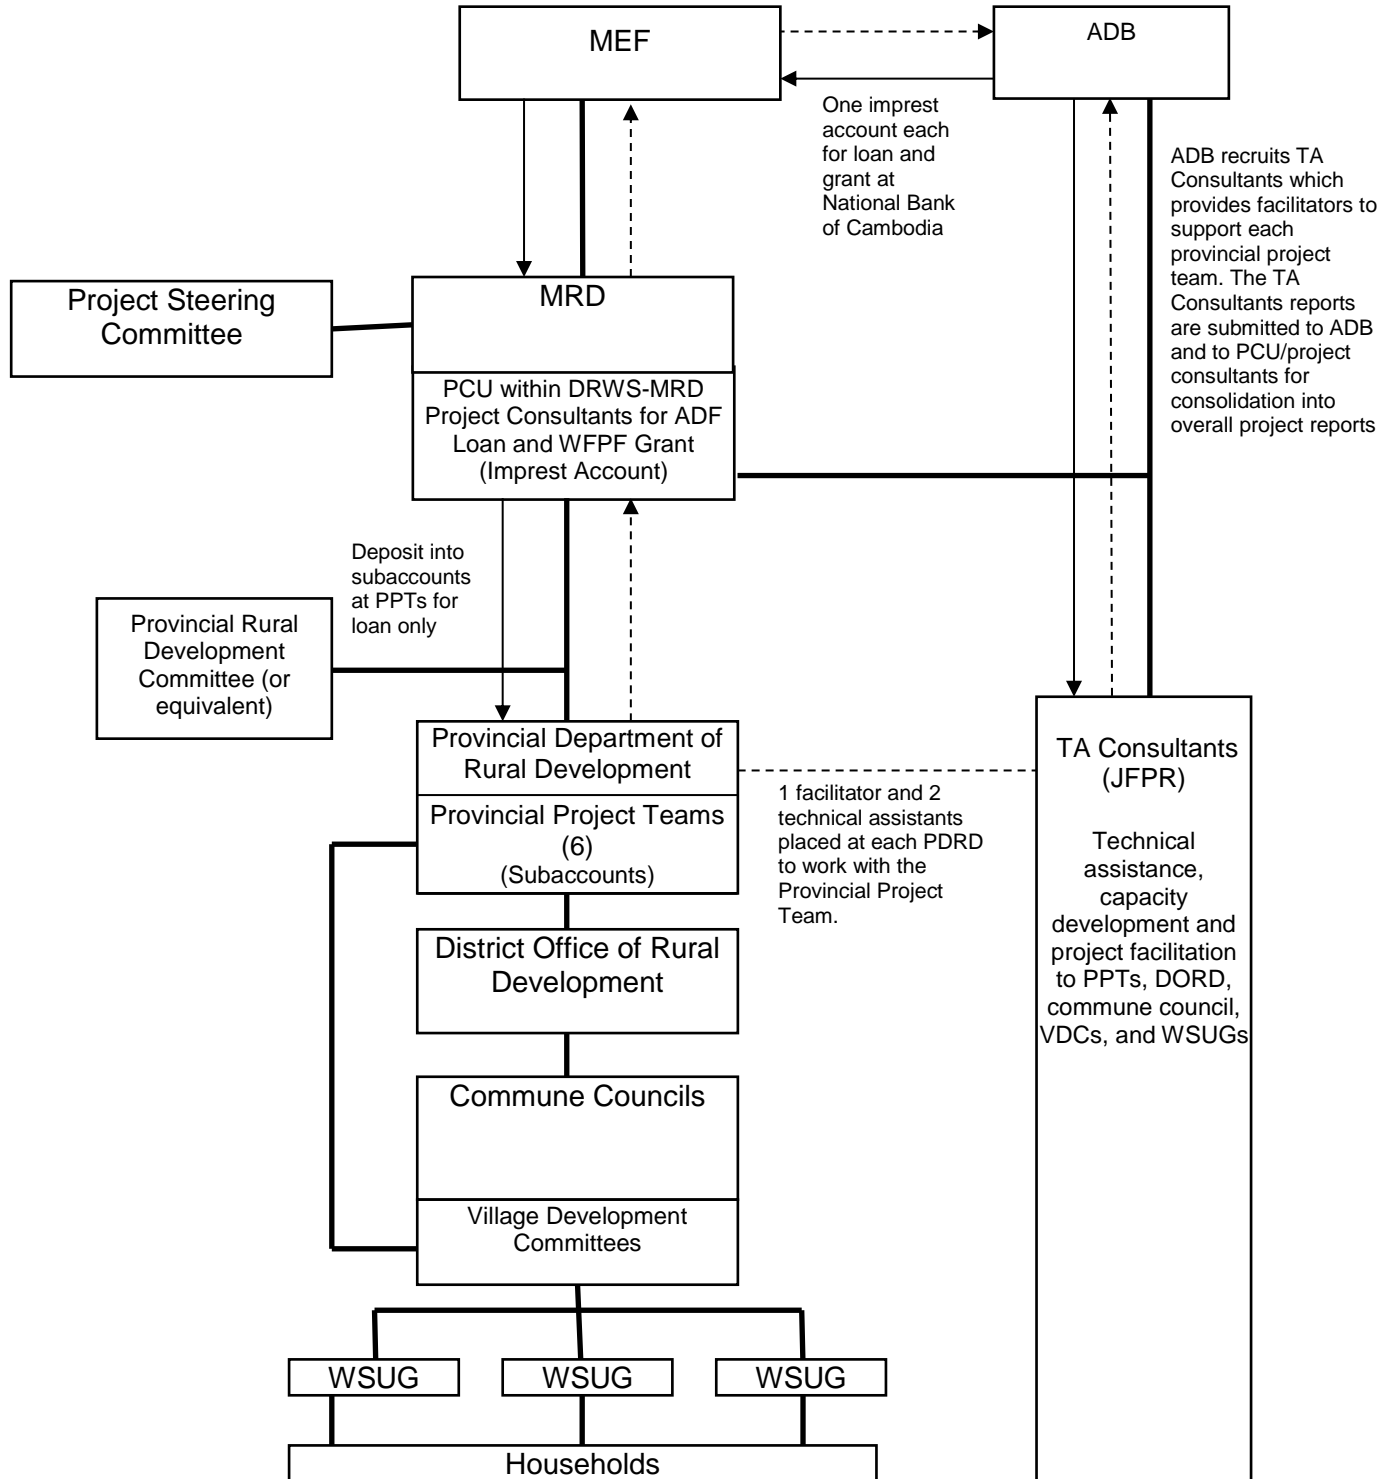 MEF
ADB
One imprest
account each
for loan and
grant at
National Bank
of Cambodia
ADB recruits TA
Consultants which
provides facilitators to
support each
provincial project
team. The TA
Consultants reports
are submitted to ADB
and to PCU/project
consultants for
consolidation into
overall project reports
Project Steering
Committee
MRD
PCU within DRWS-MRD
Project Consultants for ADF
Loan and WFPF Grant
(Imprest Account)
Deposit into
subaccounts
at PPTs for
loan only
Provincial Rural
Development
Committee (or
equivalent)
Provincial Department of
Rural Development
Provincial Project Teams
(6)
(Subaccounts)
1 facilitator and 2
technical assistants
placed at each PDRD
to work with the
Provincial Project
Team.
TA Consultants
(JFPR)
Technical
assistance,
capacity
development and
project facilitation
to PPTs, DORD,
commune council,
VDCs, and WSUGs
District Office of Rural
Development
Commune Councils
Village Development
Committees
WSUG
WSUG
WSUG
Households